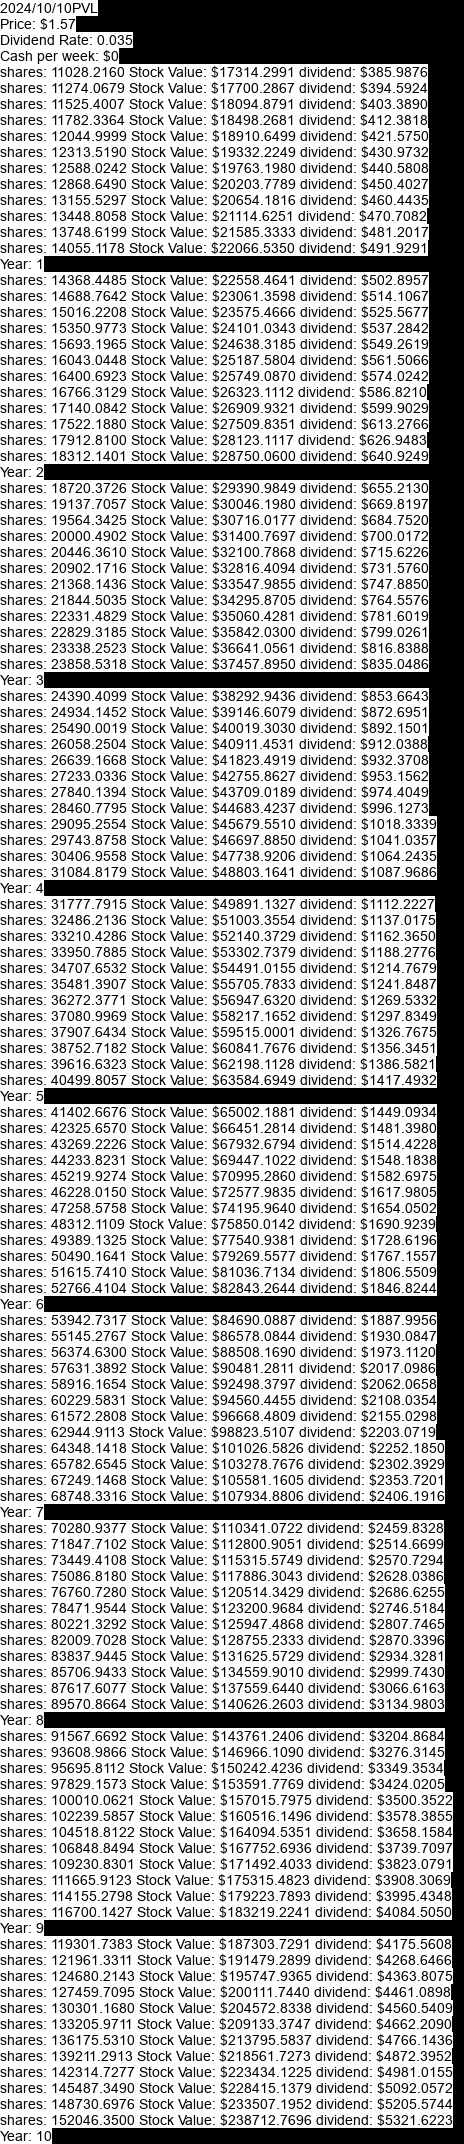 2024/10/10PVL
Price: $1.57
Dividend Rate: 0.035
Cash per week: $0
shares: 11028.2160 Stock Value: $17314.2991 dividend: $385.9876
shares: 11274.0679 Stock Value: $17700.2867 dividend: $394.5924
shares: 11525.4007 Stock Value: $18094.8791 dividend: $403.3890
shares: 11782.3364 Stock Value: $18498.2681 dividend: $412.3818
shares: 12044.9999 Stock Value: $18910.6499 dividend: $421.5750
shares: 12313.5190 Stock Value: $19332.2249 dividend: $430.9732
shares: 12588.0242 Stock Value: $19763.1980 dividend: $440.5808
shares: 12868.6490 Stock Value: $20203.7789 dividend: $450.4027
shares: 13155.5297 Stock Value: $20654.1816 dividend: $460.4435
shares: 13448.8058 Stock Value: $21114.6251 dividend: $470.7082
shares: 13748.6199 Stock Value: $21585.3333 dividend: $481.2017
shares: 14055.1178 Stock Value: $22066.5350 dividend: $491.9291
Year: 1
shares: 14368.4485 Stock Value: $22558.4641 dividend: $502.8957
shares: 14688.7642 Stock Value: $23061.3598 dividend: $514.1067
shares: 15016.2208 Stock Value: $23575.4666 dividend: $525.5677
shares: 15350.9773 Stock Value: $24101.0343 dividend: $537.2842
shares: 15693.1965 Stock Value: $24638.3185 dividend: $549.2619
shares: 16043.0448 Stock Value: $25187.5804 dividend: $561.5066
shares: 16400.6923 Stock Value: $25749.0870 dividend: $574.0242
shares: 16766.3129 Stock Value: $26323.1112 dividend: $586.8210
shares: 17140.0842 Stock Value: $26909.9321 dividend: $599.9029
shares: 17522.1880 Stock Value: $27509.8351 dividend: $613.2766
shares: 17912.8100 Stock Value: $28123.1117 dividend: $626.9483
shares: 18312.1401 Stock Value: $28750.0600 dividend: $640.9249
Year: 2
shares: 18720.3726 Stock Value: $29390.9849 dividend: $655.2130
shares: 19137.7057 Stock Value: $30046.1980 dividend: $669.8197
shares: 19564.3425 Stock Value: $30716.0177 dividend: $684.7520
shares: 20000.4902 Stock Value: $31400.7697 dividend: $700.0172
shares: 20446.3610 Stock Value: $32100.7868 dividend: $715.6226
shares: 20902.1716 Stock Value: $32816.4094 dividend: $731.5760
shares: 21368.1436 Stock Value: $33547.9855 dividend: $747.8850
shares: 21844.5035 Stock Value: $34295.8705 dividend: $764.5576
shares: 22331.4829 Stock Value: $35060.4281 dividend: $781.6019
shares: 22829.3185 Stock Value: $35842.0300 dividend: $799.0261
shares: 23338.2523 Stock Value: $36641.0561 dividend: $816.8388
shares: 23858.5318 Stock Value: $37457.8950 dividend: $835.0486
Year: 3
shares: 24390.4099 Stock Value: $38292.9436 dividend: $853.6643
shares: 24934.1452 Stock Value: $39146.6079 dividend: $872.6951
shares: 25490.0019 Stock Value: $40019.3030 dividend: $892.1501
shares: 26058.2504 Stock Value: $40911.4531 dividend: $912.0388
shares: 26639.1668 Stock Value: $41823.4919 dividend: $932.3708
shares: 27233.0336 Stock Value: $42755.8627 dividend: $953.1562
shares: 27840.1394 Stock Value: $43709.0189 dividend: $974.4049
shares: 28460.7795 Stock Value: $44683.4237 dividend: $996.1273
shares: 29095.2554 Stock Value: $45679.5510 dividend: $1018.3339
shares: 29743.8758 Stock Value: $46697.8850 dividend: $1041.0357
shares: 30406.9558 Stock Value: $47738.9206 dividend: $1064.2435
shares: 31084.8179 Stock Value: $48803.1641 dividend: $1087.9686
Year: 4
shares: 31777.7915 Stock Value: $49891.1327 dividend: $1112.2227
shares: 32486.2136 Stock Value: $51003.3554 dividend: $1137.0175
shares: 33210.4286 Stock Value: $52140.3729 dividend: $1162.3650
shares: 33950.7885 Stock Value: $53302.7379 dividend: $1188.2776
shares: 34707.6532 Stock Value: $54491.0155 dividend: $1214.7679
shares: 35481.3907 Stock Value: $55705.7833 dividend: $1241.8487
shares: 36272.3771 Stock Value: $56947.6320 dividend: $1269.5332
shares: 37080.9969 Stock Value: $58217.1652 dividend: $1297.8349
shares: 37907.6434 Stock Value: $59515.0001 dividend: $1326.7675
shares: 38752.7182 Stock Value: $60841.7676 dividend: $1356.3451
shares: 39616.6323 Stock Value: $62198.1128 dividend: $1386.5821
shares: 40499.8057 Stock Value: $63584.6949 dividend: $1417.4932
Year: 5
shares: 41402.6676 Stock Value: $65002.1881 dividend: $1449.0934
shares: 42325.6570 Stock Value: $66451.2814 dividend: $1481.3980
shares: 43269.2226 Stock Value: $67932.6794 dividend: $1514.4228
shares: 44233.8231 Stock Value: $69447.1022 dividend: $1548.1838
shares: 45219.9274 Stock Value: $70995.2860 dividend: $1582.6975
shares: 46228.0150 Stock Value: $72577.9835 dividend: $1617.9805
shares: 47258.5758 Stock Value: $74195.9640 dividend: $1654.0502
shares: 48312.1109 Stock Value: $75850.0142 dividend: $1690.9239
shares: 49389.1325 Stock Value: $77540.9381 dividend: $1728.6196
shares: 50490.1641 Stock Value: $79269.5577 dividend: $1767.1557
shares: 51615.7410 Stock Value: $81036.7134 dividend: $1806.5509
shares: 52766.4104 Stock Value: $82843.2644 dividend: $1846.8244
Year: 6
shares: 53942.7317 Stock Value: $84690.0887 dividend: $1887.9956
shares: 55145.2767 Stock Value: $86578.0844 dividend: $1930.0847
shares: 56374.6300 Stock Value: $88508.1690 dividend: $1973.1120
shares: 57631.3892 Stock Value: $90481.2811 dividend: $2017.0986
shares: 58916.1654 Stock Value: $92498.3797 dividend: $2062.0658
shares: 60229.5831 Stock Value: $94560.4455 dividend: $2108.0354
shares: 61572.2808 Stock Value: $96668.4809 dividend: $2155.0298
shares: 62944.9113 Stock Value: $98823.5107 dividend: $2203.0719
shares: 64348.1418 Stock Value: $101026.5826 dividend: $2252.1850
shares: 65782.6545 Stock Value: $103278.7676 dividend: $2302.3929
shares: 67249.1468 Stock Value: $105581.1605 dividend: $2353.7201
shares: 68748.3316 Stock Value: $107934.8806 dividend: $2406.1916
Year: 7
shares: 70280.9377 Stock Value: $110341.0722 dividend: $2459.8328
shares: 71847.7102 Stock Value: $112800.9051 dividend: $2514.6699
shares: 73449.4108 Stock Value: $115315.5749 dividend: $2570.7294
shares: 75086.8180 Stock Value: $117886.3043 dividend: $2628.0386
shares: 76760.7280 Stock Value: $120514.3429 dividend: $2686.6255
shares: 78471.9544 Stock Value: $123200.9684 dividend: $2746.5184
shares: 80221.3292 Stock Value: $125947.4868 dividend: $2807.7465
shares: 82009.7028 Stock Value: $128755.2333 dividend: $2870.3396
shares: 83837.9445 Stock Value: $131625.5729 dividend: $2934.3281
shares: 85706.9433 Stock Value: $134559.9010 dividend: $2999.7430
shares: 87617.6077 Stock Value: $137559.6440 dividend: $3066.6163
shares: 89570.8664 Stock Value: $140626.2603 dividend: $3134.9803
Year: 8
shares: 91567.6692 Stock Value: $143761.2406 dividend: $3204.8684
shares: 93608.9866 Stock Value: $146966.1090 dividend: $3276.3145
shares: 95695.8112 Stock Value: $150242.4236 dividend: $3349.3534
shares: 97829.1573 Stock Value: $153591.7769 dividend: $3424.0205
shares: 100010.0621 Stock Value: $157015.7975 dividend: $3500.3522
shares: 102239.5857 Stock Value: $160516.1496 dividend: $3578.3855
shares: 104518.8122 Stock Value: $164094.5351 dividend: $3658.1584
shares: 106848.8494 Stock Value: $167752.6936 dividend: $3739.7097
shares: 109230.8301 Stock Value: $171492.4033 dividend: $3823.0791
shares: 111665.9123 Stock Value: $175315.4823 dividend: $3908.3069
shares: 114155.2798 Stock Value: $179223.7893 dividend: $3995.4348
shares: 116700.1427 Stock Value: $183219.2241 dividend: $4084.5050
Year: 9
shares: 119301.7383 Stock Value: $187303.7291 dividend: $4175.5608
shares: 121961.3311 Stock Value: $191479.2899 dividend: $4268.6466
shares: 124680.2143 Stock Value: $195747.9365 dividend: $4363.8075
shares: 127459.7095 Stock Value: $200111.7440 dividend: $4461.0898
shares: 130301.1680 Stock Value: $204572.8338 dividend: $4560.5409
shares: 133205.9711 Stock Value: $209133.3747 dividend: $4662.2090
shares: 136175.5310 Stock Value: $213795.5837 dividend: $4766.1436
shares: 139211.2913 Stock Value: $218561.7273 dividend: $4872.3952
shares: 142314.7277 Stock Value: $223434.1225 dividend: $4981.0155
shares: 145487.3490 Stock Value: $228415.1379 dividend: $5092.0572
shares: 148730.6976 Stock Value: $233507.1952 dividend: $5205.5744
shares: 152046.3500 Stock Value: $238712.7696 dividend: $5321.6223
Year: 10